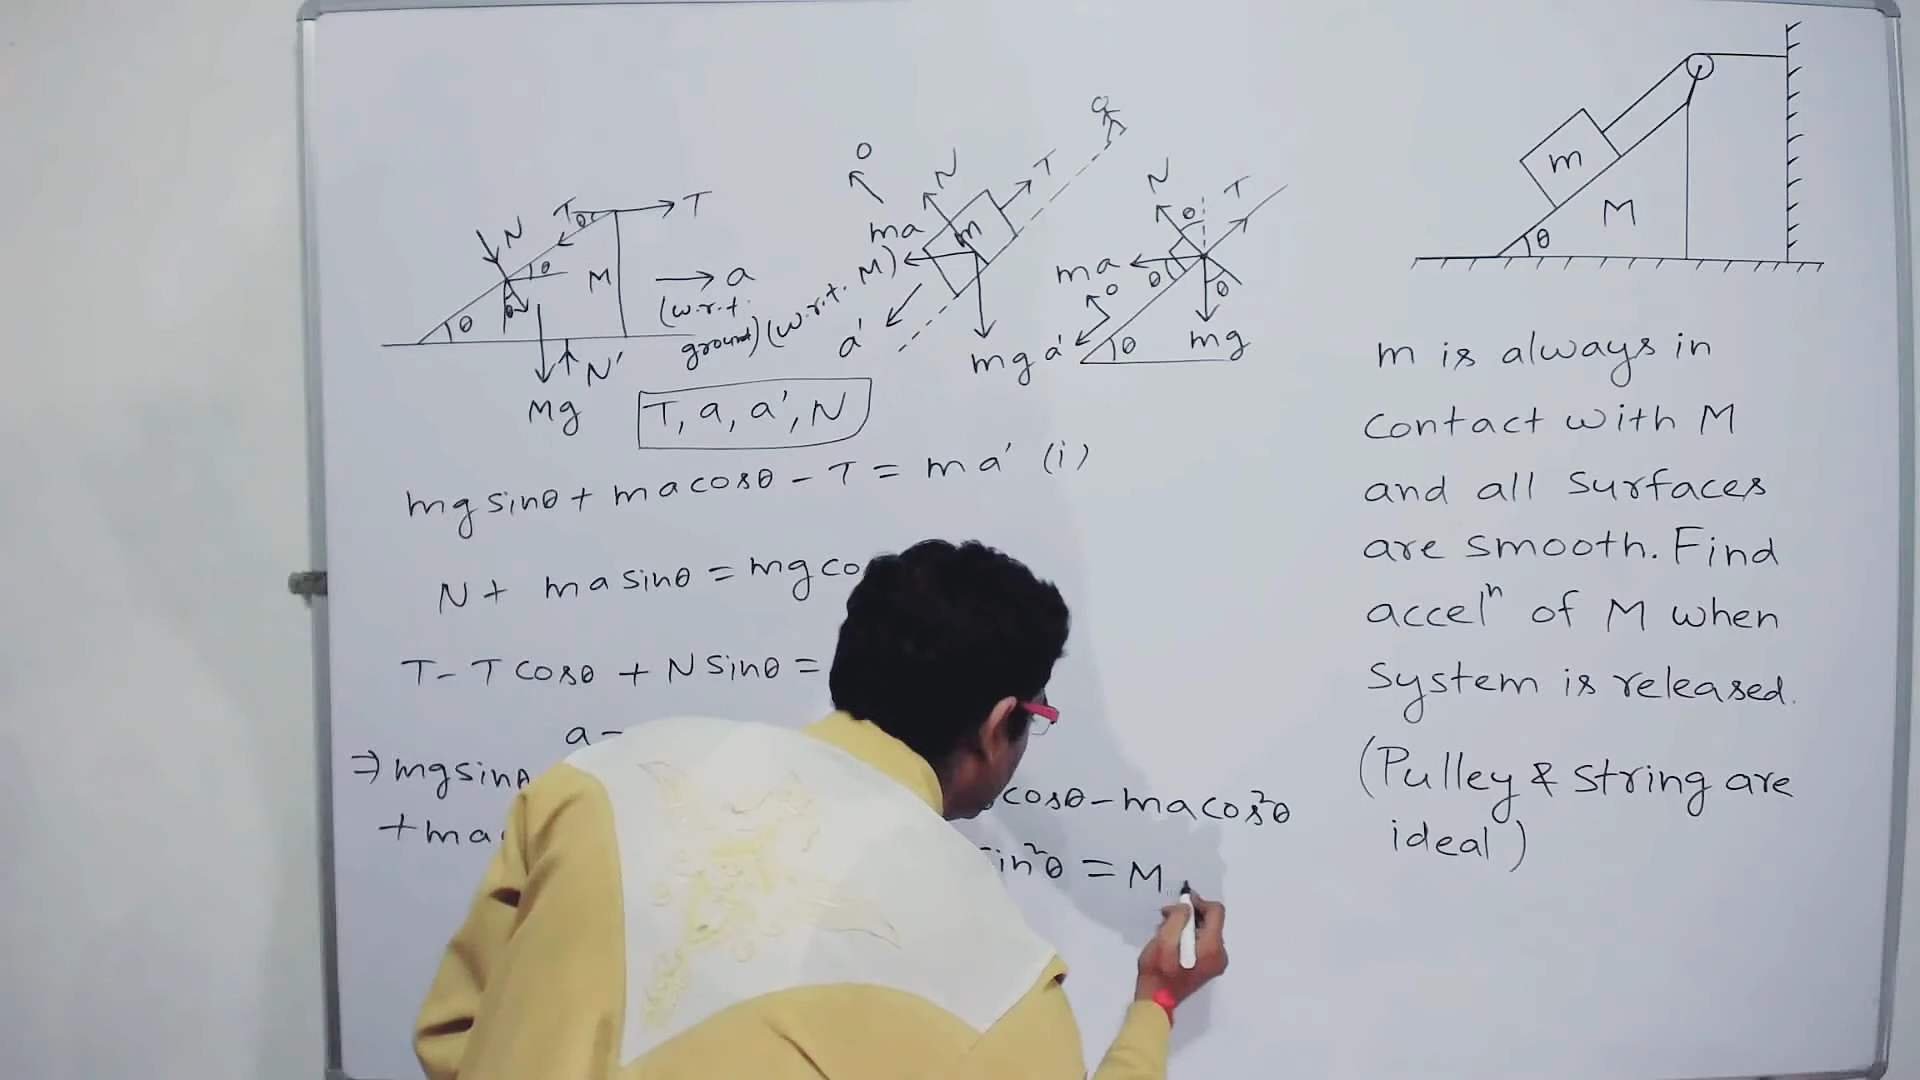 T
T
N
θ
θ
θ
M
a
(w.r.t.
ground)
N'
Mg
T, a, a', N
o
N
T
ma
m
(w.r.t. M)
a'
mg
N
T
θ
ma
θ
θ
o
a'
θ
mg
mg sinθ + ma cosθ - T = ma' (i)
N + ma sinθ = mg co
T - T cosθ + N sinθ =
a -
⇒ mg sinθ cosθ - ma cos²θ
+ ma sin²θ = M
m
M
θ
m is always in
contact with M
and all surfaces
are smooth. Find
accelⁿ of M when
system is released.
(Pulley & string are
ideal)